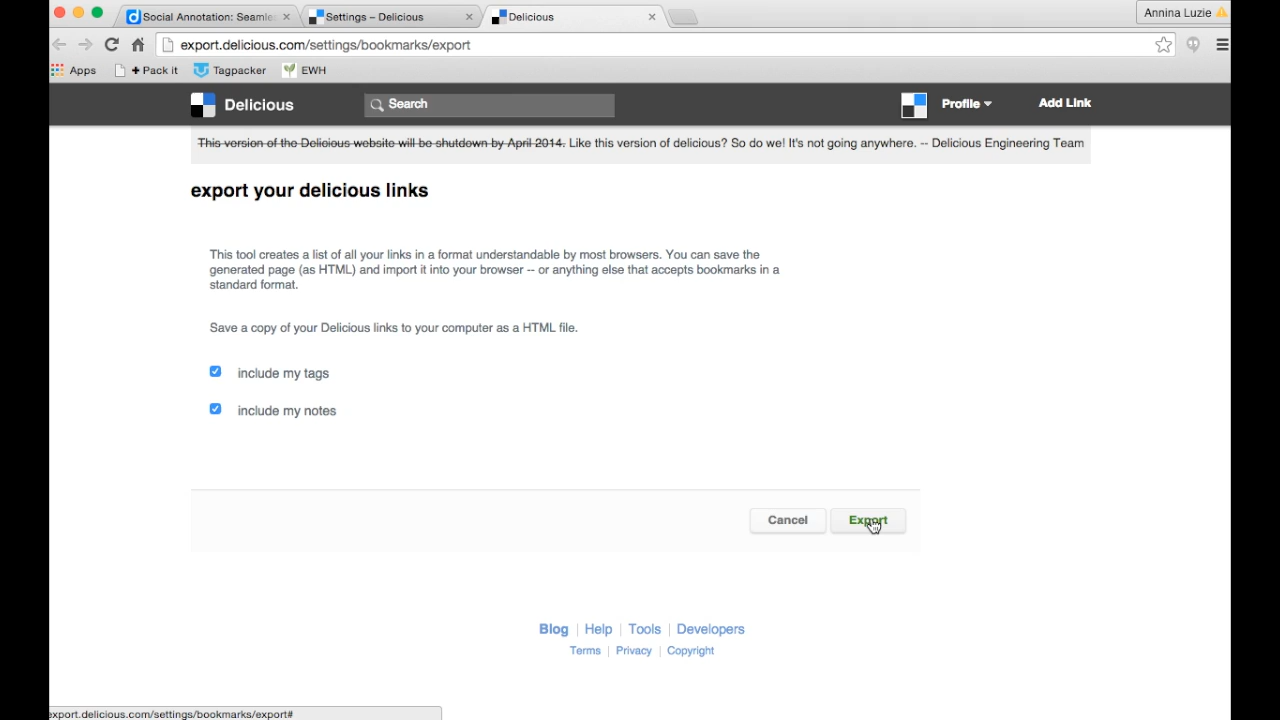 Social Annotation: Seamle
Settings – Delicious
Delicious
Annina Luzie
export.delicious.com/settings/bookmarks/export
Apps
+ Pack it
Tagpacker
EWH
Delicious
Search
Profile
Add Link
This version of the Delicious website will be shutdown by April 2014. Like this version of delicious? So do we! It's not going anywhere. -- Delicious Engineering Team
export your delicious links
This tool creates a list of all your links in a format understandable by most browsers. You can save the
generated page (as HTML) and import it into your browser -- or anything else that accepts bookmarks in a
standard format.
Save a copy of your Delicious links to your computer as a HTML file.
include my tags
include my notes
Cancel
Export
Blog | Help | Tools | Developers
Terms | Privacy | Copyright
export.delicious.com/settings/bookmarks/export#